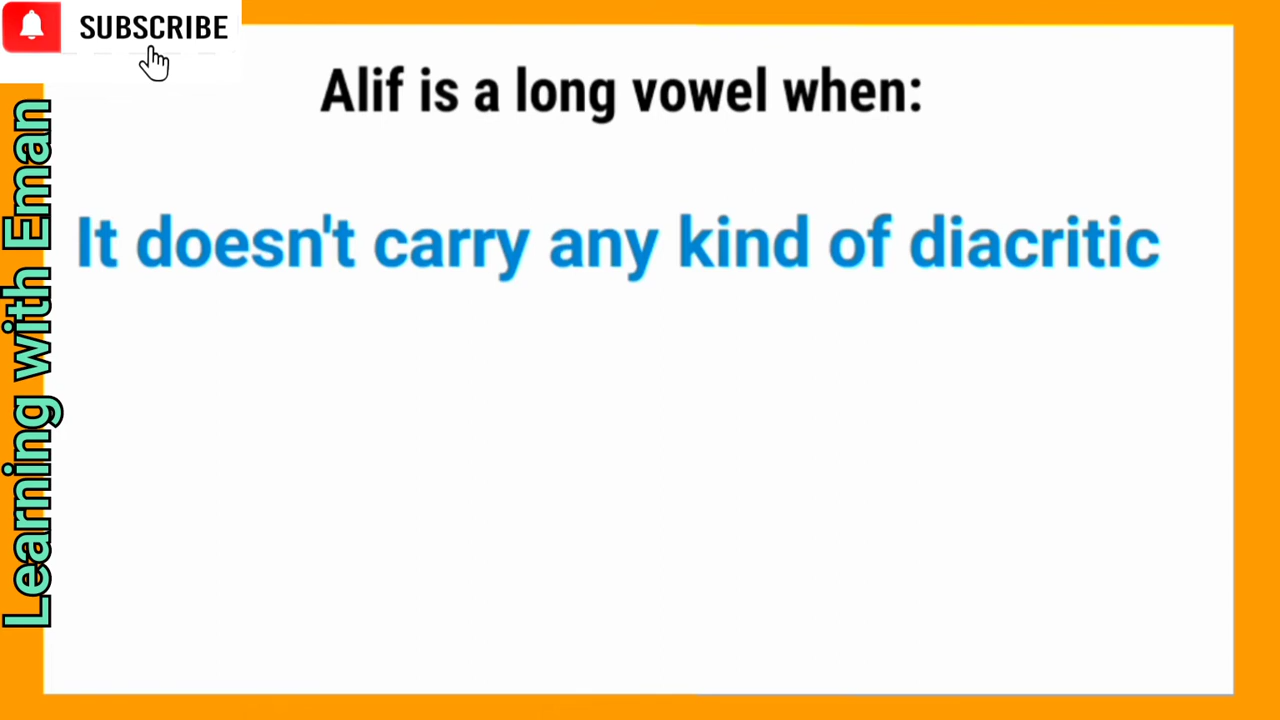 SUBSCRIBE
Alif is a long vowel when:
It doesn't carry any kind of diacritic
Learning with Eman